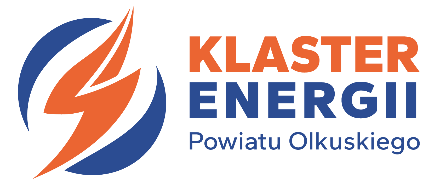 KLASTER
ENERGII
Powiatu Olkuskiego